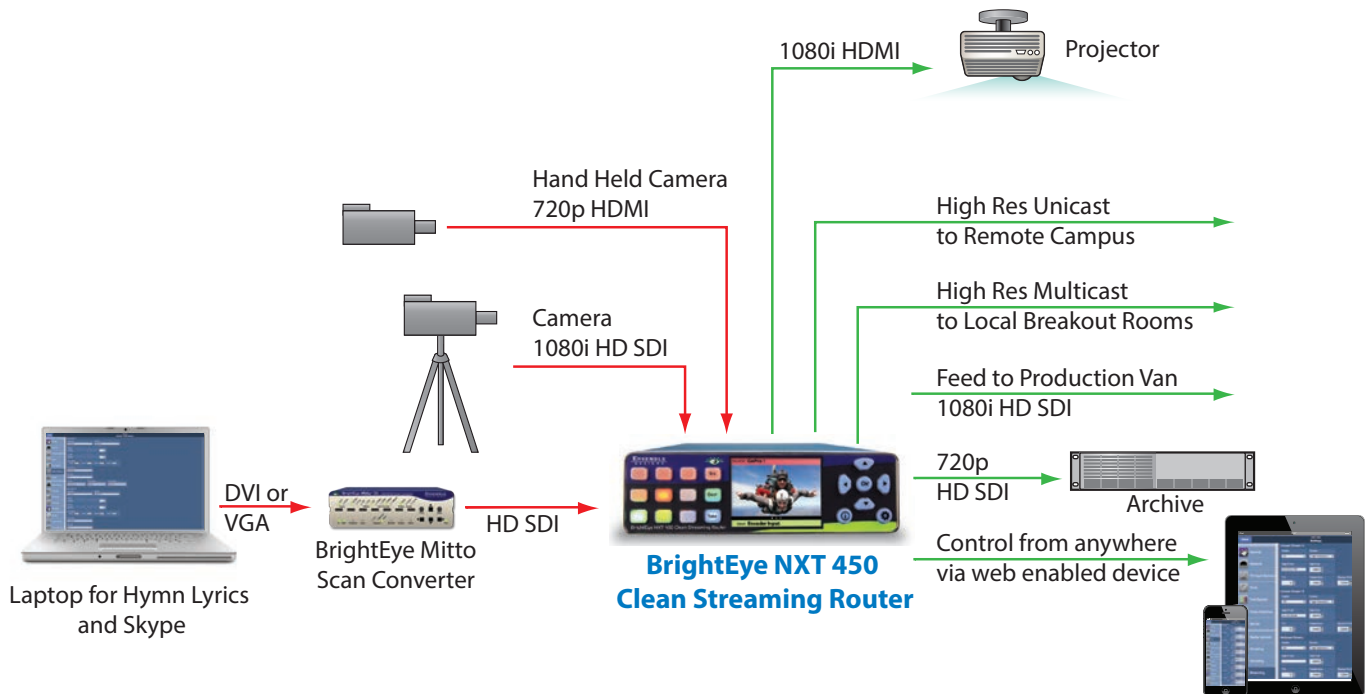 1080i HDMI
Projector
Hand Held Camera
720p HDMI
High Res Unicast
to Remote Campus
High Res Multicast
to Local Breakout Rooms
Camera
1080i HD SDI
Feed to Production Van
1080i HD SDI
DVI or
VGA
HD SDI
720p
HD SDI
Archive
BrightEye Mitto
Scan Converter
BrightEye NXT 450
Clean Streaming Router
Control from anywhere
via web enabled device
Laptop for Hymn Lyrics
and Skype